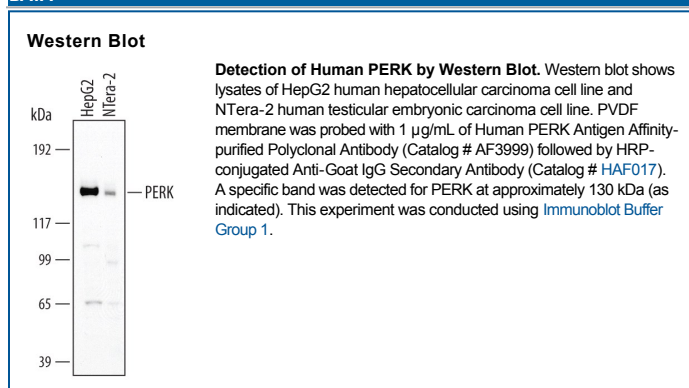 Western Blot
HepG2
NTera-2
kDa
192
PERK
117
99
65
39
Detection of Human PERK by Western Blot. Western blot shows
lysates of HepG2 human hepatocellular carcinoma cell line and
NTera-2 human testicular embryonic carcinoma cell line. PVDF
membrane was probed with 1 µg/mL of Human PERK Antigen Affinity-
purified Polyclonal Antibody (Catalog # AF3999) followed by HRP-
conjugated Anti-Goat IgG Secondary Antibody (Catalog # HAF017).
A specific band was detected for PERK at approximately 130 kDa (as
indicated). This experiment was conducted using Immunoblot Buffer
Group 1.